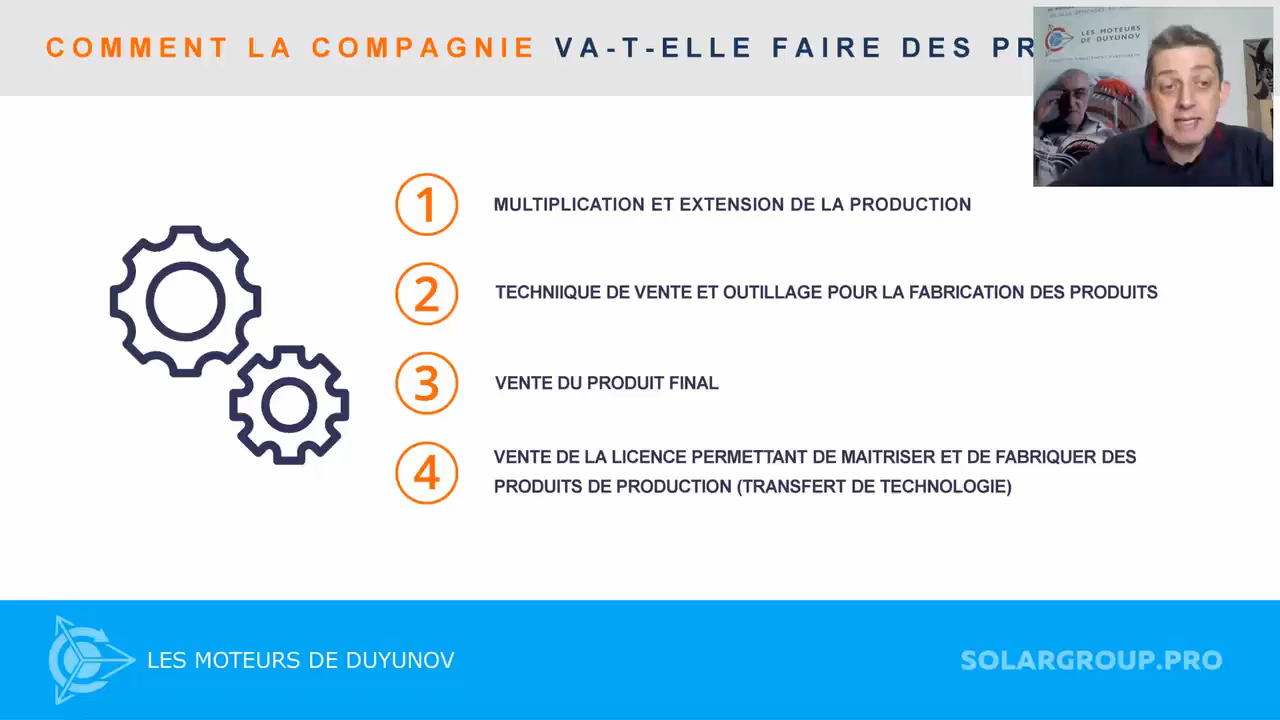 COMMENT LA COMPAGNIE VA-T-ELLE FAIRE DES PR
LES MOTEURS
DE DUYUNOV
1 MULTIPLICATION ET EXTENSION DE LA PRODUCTION
2 TECHNIIQUE DE VENTE ET OUTILLAGE POUR LA FABRICATION DES PRODUITS
3 VENTE DU PRODUIT FINAL
4 VENTE DE LA LICENCE PERMETTANT DE MAITRISER ET DE FABRIQUER DES
PRODUITS DE PRODUCTION (TRANSFERT DE TECHNOLOGIE)
LES MOTEURS DE DUYUNOV
SOLARGROUP.PRO